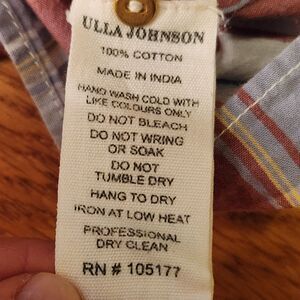 ULLA JOHNSON
100% COTTON
MADE IN INDIA
HAND WASH COLD WITH
LIKE COLOURS ONLY
DO NOT BLEACH
DO NOT WRING
OR SOAK
DO NOT
TUMBLE DRY
HANG TO DRY
IRON AT LOW HEAT
PROFESSIONAL
DRY CLEAN
RN # 105177